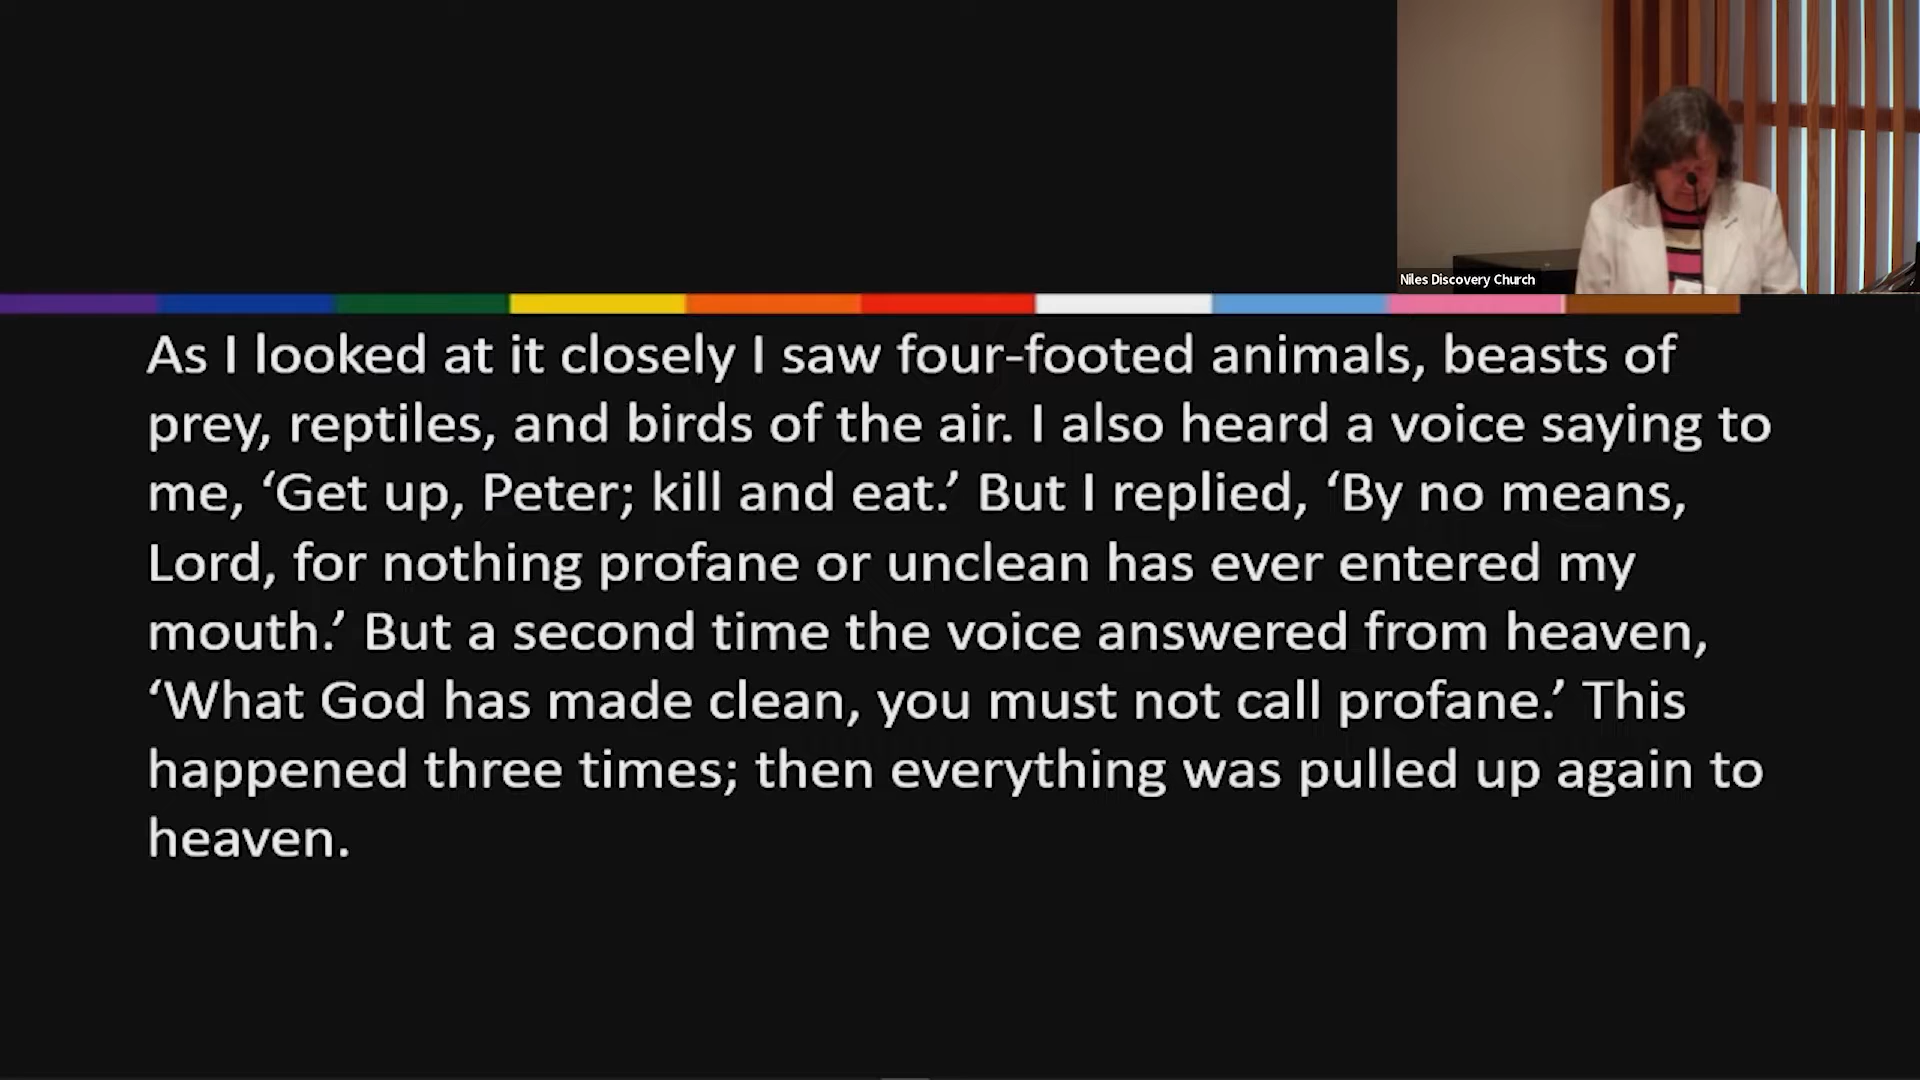 Niles Discovery Church
As I looked at it closely I saw four-footed animals, beasts of
prey, reptiles, and birds of the air. I also heard a voice saying to
me, ‘Get up, Peter; kill and eat.’ But I replied, ‘By no means,
Lord, for nothing profane or unclean has ever entered my
mouth.’ But a second time the voice answered from heaven,
‘What God has made clean, you must not call profane.’ This
happened three times; then everything was pulled up again to
heaven.